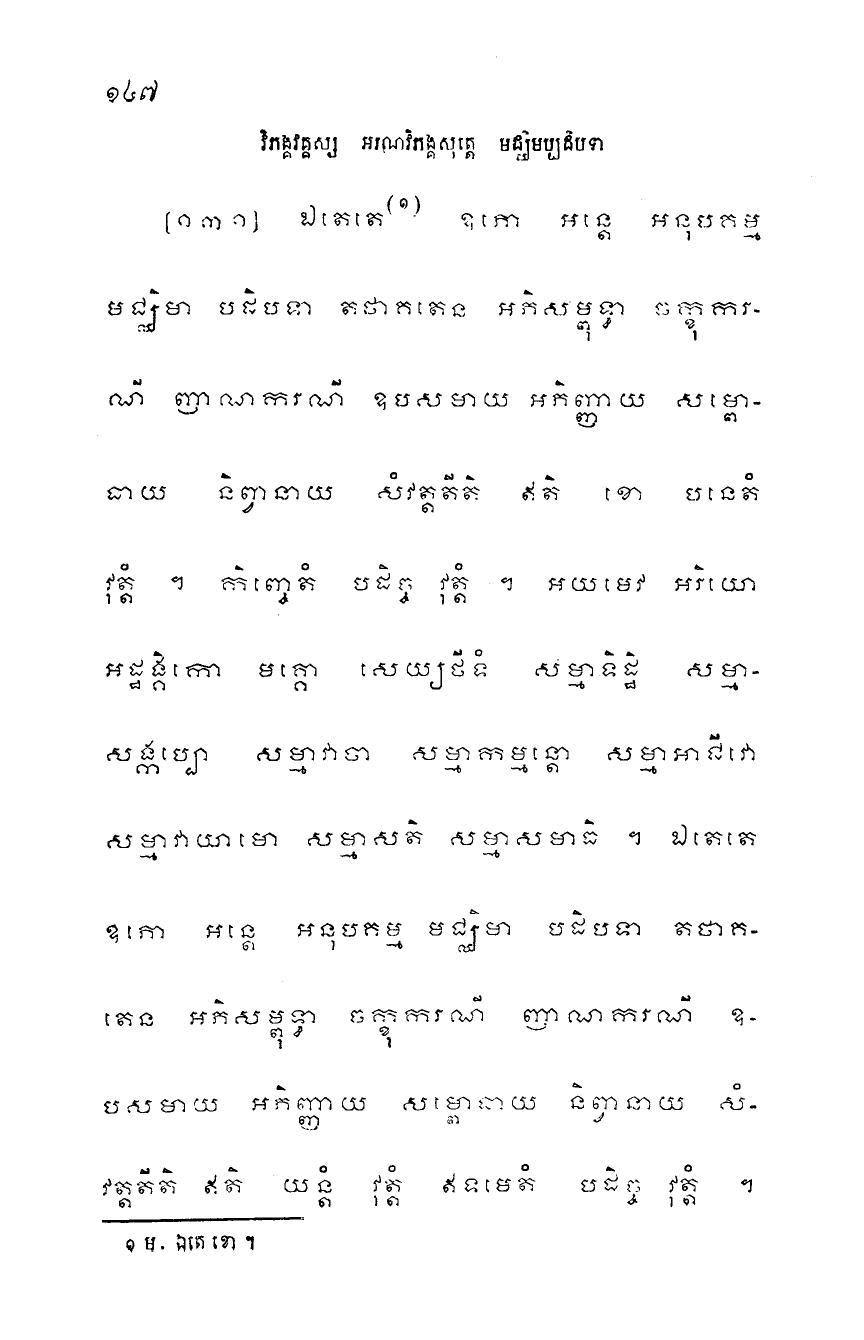 ១៤៧
វិភង្គវគ្គស្ស អរណវិភង្គសុត្តេ មជ្ឈិមប្បដិបទា
[១៣១] ឯតេតេ(១) ឧភោ អន្តេ អនុបកម្ម
មជ្ឈិមា បដិបទា តថាគតេន អភិសម្ពុទ្ធា ចក្ខុករ-
ណី ញាណករណី ឧបសមាយ អភិញ្ញាយ សម្ពោ-
ធាយ និព្វានាយ សំវត្តតីតិ ឥតិ ខោ បនេតំ
វុត្តំ ។ កិញ្ចេតំ បដិច្ច វុត្តំ ។ អយមេវ អរិយោ
អដ្ឋង្គិកោ មគ្គោ សេយ្យថីទំ សម្មាទិដ្ឋិ សម្មា-
សង្កប្បោ សម្មាវាចា សម្មាកម្មន្តោ សម្មាអាជីវោ
សម្មាវាយាមោ សម្មាសតិ សម្មាសមាធិ ។ ឯតេតេ
ឧភោ អន្តេ អនុបកម្ម មជ្ឈិមា បដិបទា តថាគ-
តេន អភិសម្ពុទ្ធា ចក្ខុករណី ញាណករណី ឧ-
បសមាយ អភិញ្ញាយ សម្ពោធាយ និព្វានាយ សំ-
វត្តតីតិ ឥតិ យន្តំ វុត្តំ ឥទមេតំ បដិច្ច វុត្តំ ។
១ ម. ឯតេ ខោ ។